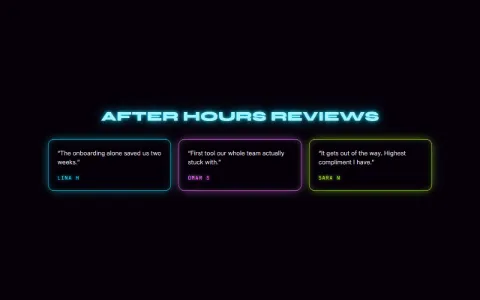 AFTER HOURS REVIEWS
"The onboarding alone saved us two
weeks."
LINA H
"First tool our whole team actually
stuck with."
OMAR S
"It gets out of the way. Highest
compliment I have."
SARA W